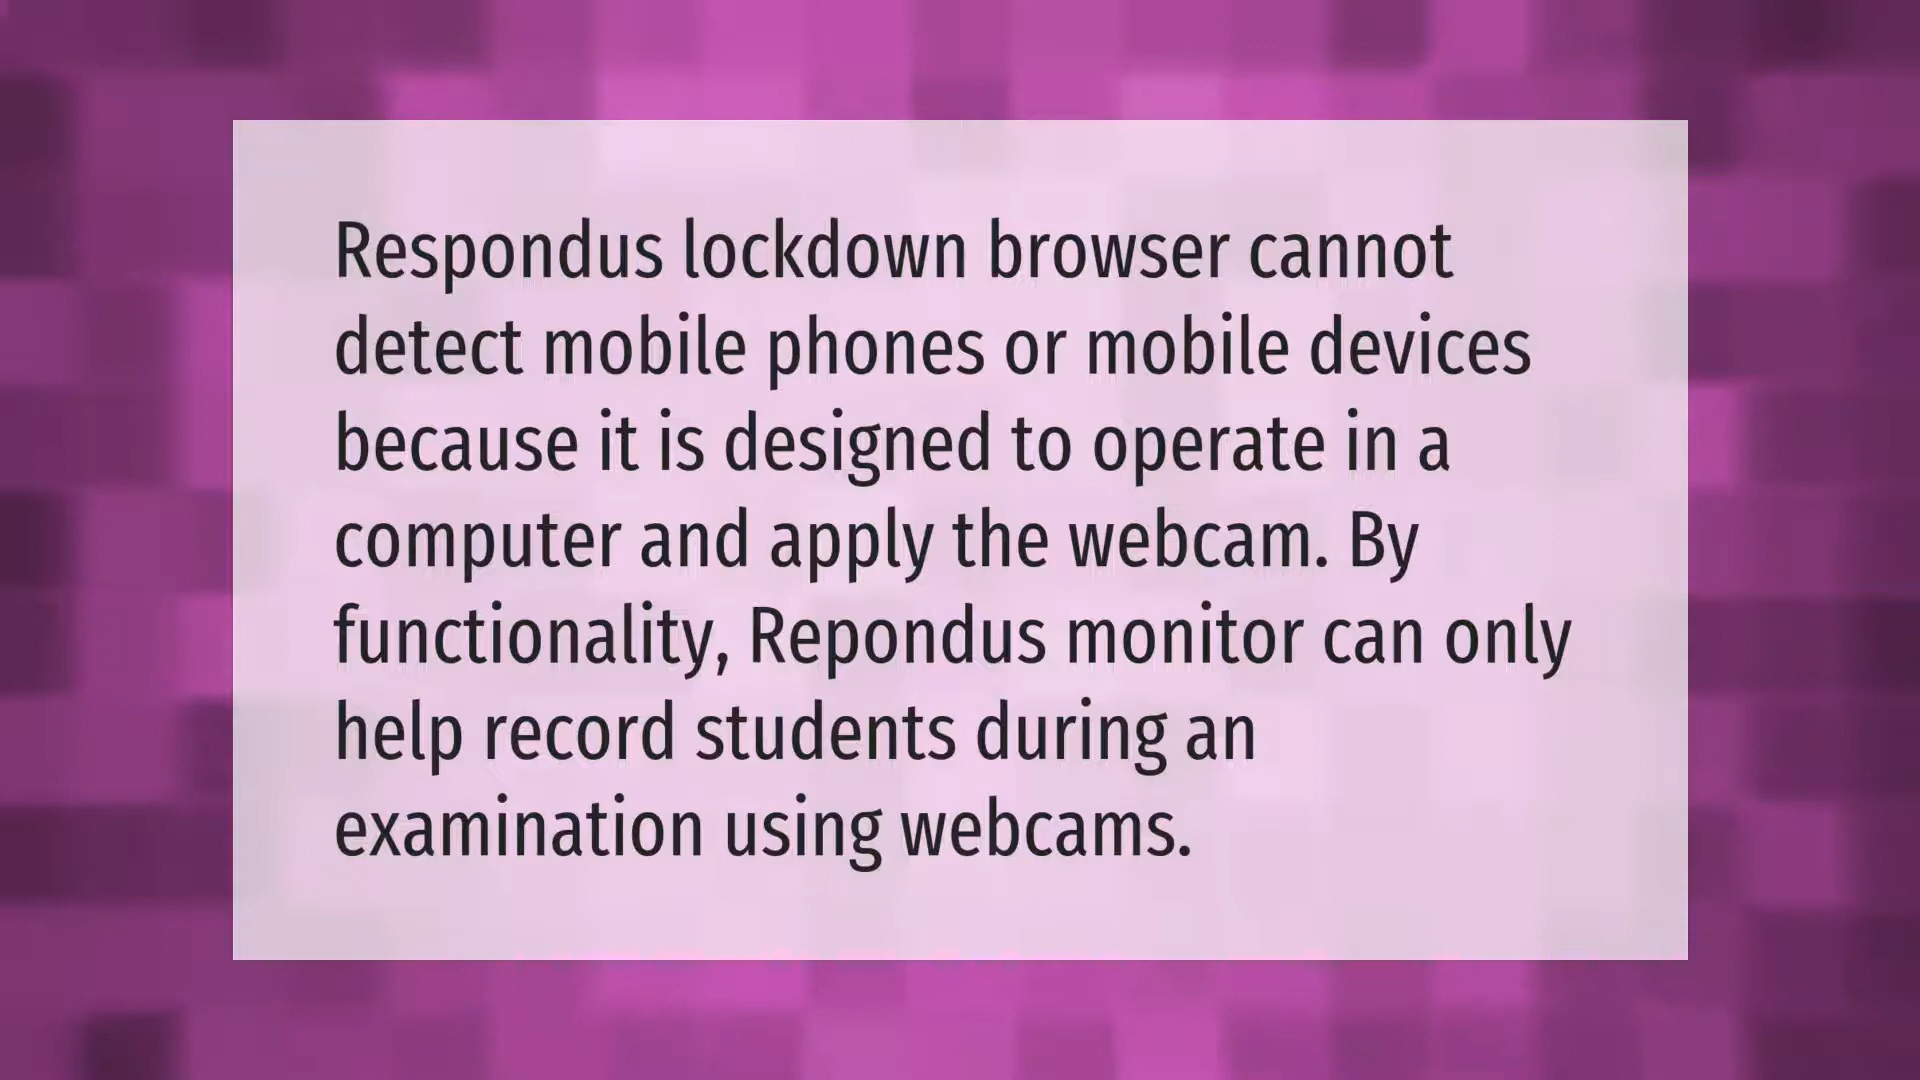 Respondus lockdown browser cannot
detect mobile phones or mobile devices
because it is designed to operate in a
computer and apply the webcam. By
functionality, Repondus monitor can only
help record students during an
examination using webcams.